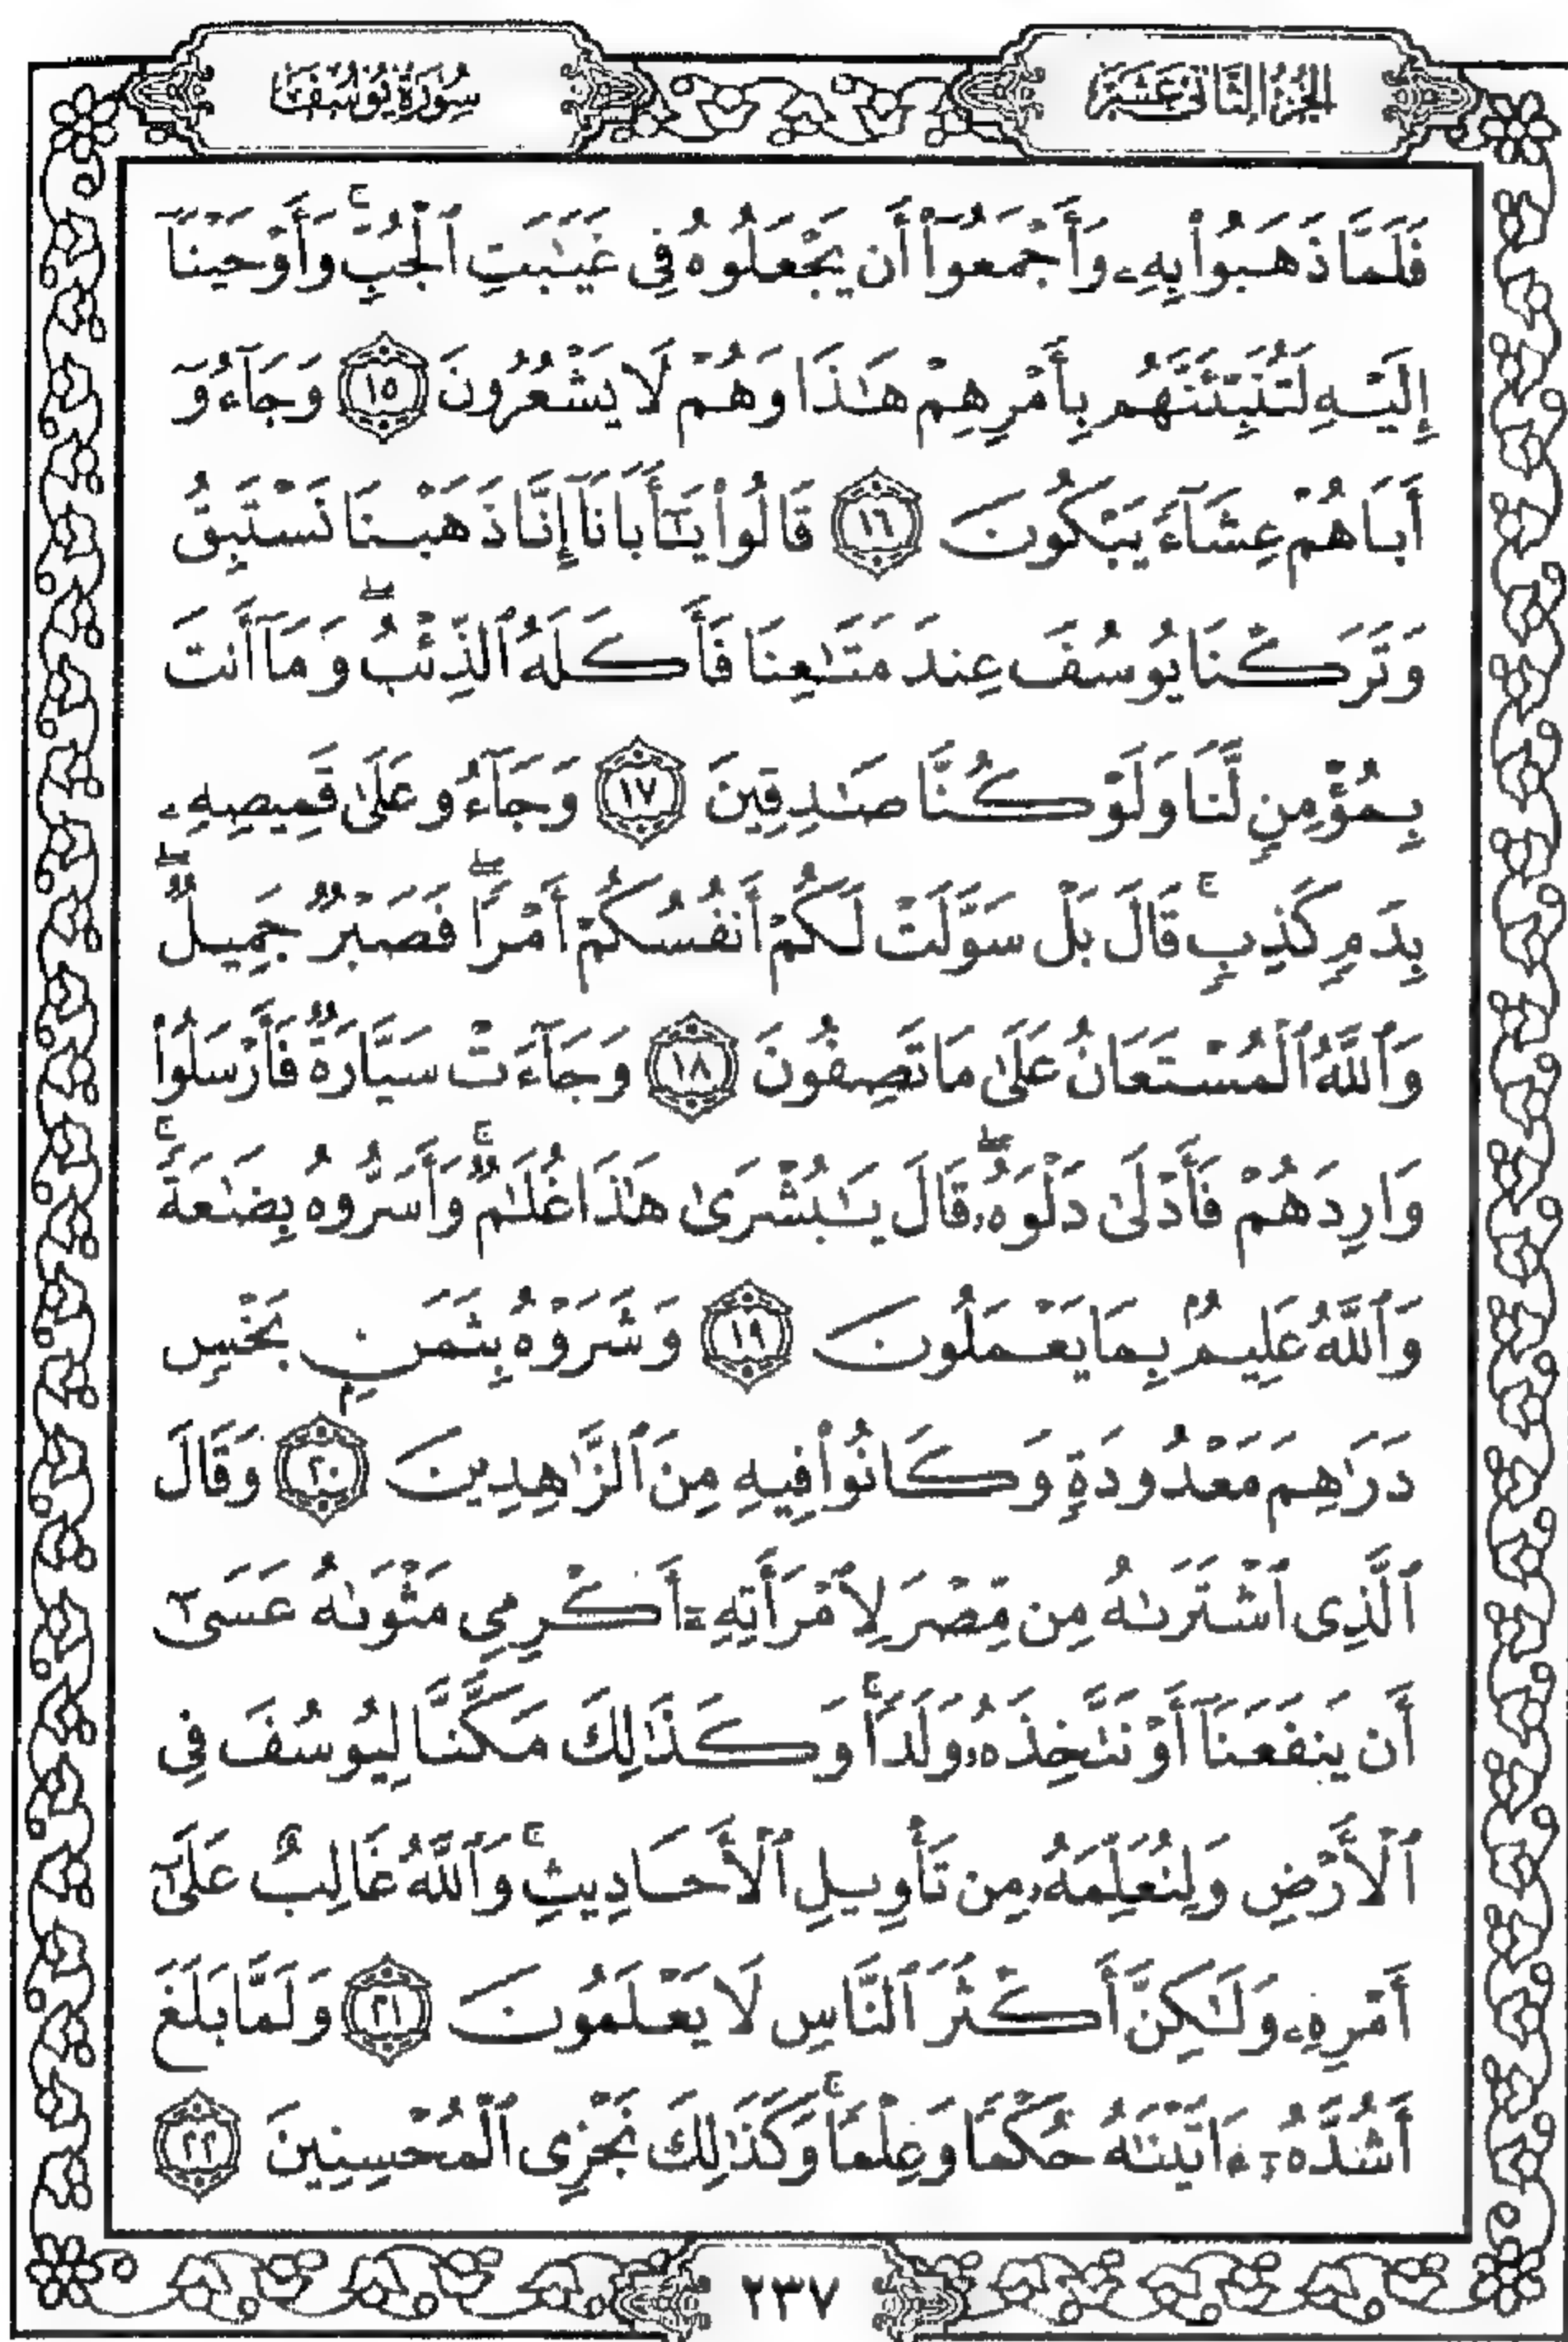 الجزء الثاني عشر
سورة يوسف
فَلَمَّا ذَهَبُواْ بِهِۦ وَأَجْمَعُوٓاْ أَن يَجْعَلُوهُ فِى غَيَٰبَتِ ٱلْجُبِّ ۚ وَأَوْحَيْنَآ
إِلَيْهِ لَتُنَبِّئَنَّهُم بِأَمْرِهِمْ هَٰذَا وَهُمْ لَا يَشْعُرُونَ ١٥ وَجَآءُوٓ
أَبَاهُمْ عِشَآءً يَبْكُونَ ١٦ قَالُواْ يَٰٓأَبَانَآ إِنَّا ذَهَبْنَا نَسْتَبِقُ
وَتَرَكْنَا يُوسُفَ عِندَ مَتَٰعِنَا فَأَكَلَهُ ٱلذِّئْبُ ۖ وَمَآ أَنتَ
بِمُؤْمِنٍ لَّنَا وَلَوْ كُنَّا صَٰدِقِينَ ١٧ وَجَآءُو عَلَىٰ قَمِيصِهِۦ
بِدَمٍ كَذِبٍ ۚ قَالَ بَلْ سَوَّلَتْ لَكُمْ أَنفُسُكُمْ أَمْرًا ۖ فَصَبْرٌ جَمِيلٌ ۖ
وَٱللَّهُ ٱلْمُسْتَعَانُ عَلَىٰ مَا تَصِفُونَ ١٨ وَجَآءَتْ سَيَّارَةٌ فَأَرْسَلُواْ
وَارِدَهُمْ فَأَدْلَىٰ دَلْوَهُۥ ۖ قَالَ يَٰبُشْرَىٰ هَٰذَا غُلَٰمٌ ۚ وَأَسَرُّوهُ بِضَٰعَةً ۚ
وَٱللَّهُ عَلِيمٌۢ بِمَا يَعْمَلُونَ ١٩ وَشَرَوْهُ بِثَمَنٍۭ بَخْسٍ
دَرَٰهِمَ مَعْدُودَةٍ وَكَانُواْ فِيهِ مِنَ ٱلزَّٰهِدِينَ ٢٠ وَقَالَ
ٱلَّذِى ٱشْتَرَىٰهُ مِن مِّصْرَ لِٱمْرَأَتِهِۦٓ أَكْرِمِى مَثْوَىٰهُ عَسَىٰٓ
أَن يَنفَعَنَآ أَوْ نَتَّخِذَهُۥ وَلَدًا ۚ وَكَذَٰلِكَ مَكَّنَّا لِيُوسُفَ فِى
ٱلْأَرْضِ وَلِنُعَلِّمَهُۥ مِن تَأْوِيلِ ٱلْأَحَادِيثِ ۚ وَٱللَّهُ غَالِبٌ عَلَىٰٓ
أَمْرِهِۦ وَلَٰكِنَّ أَكْثَرَ ٱلنَّاسِ لَا يَعْلَمُونَ ٢١ وَلَمَّا بَلَغَ
أَشُدَّهُۥٓ ءَاتَيْنَٰهُ حُكْمًا وَعِلْمًا ۚ وَكَذَٰلِكَ نَجْزِى ٱلْمُحْسِنِينَ ٢٢
٢٣٧